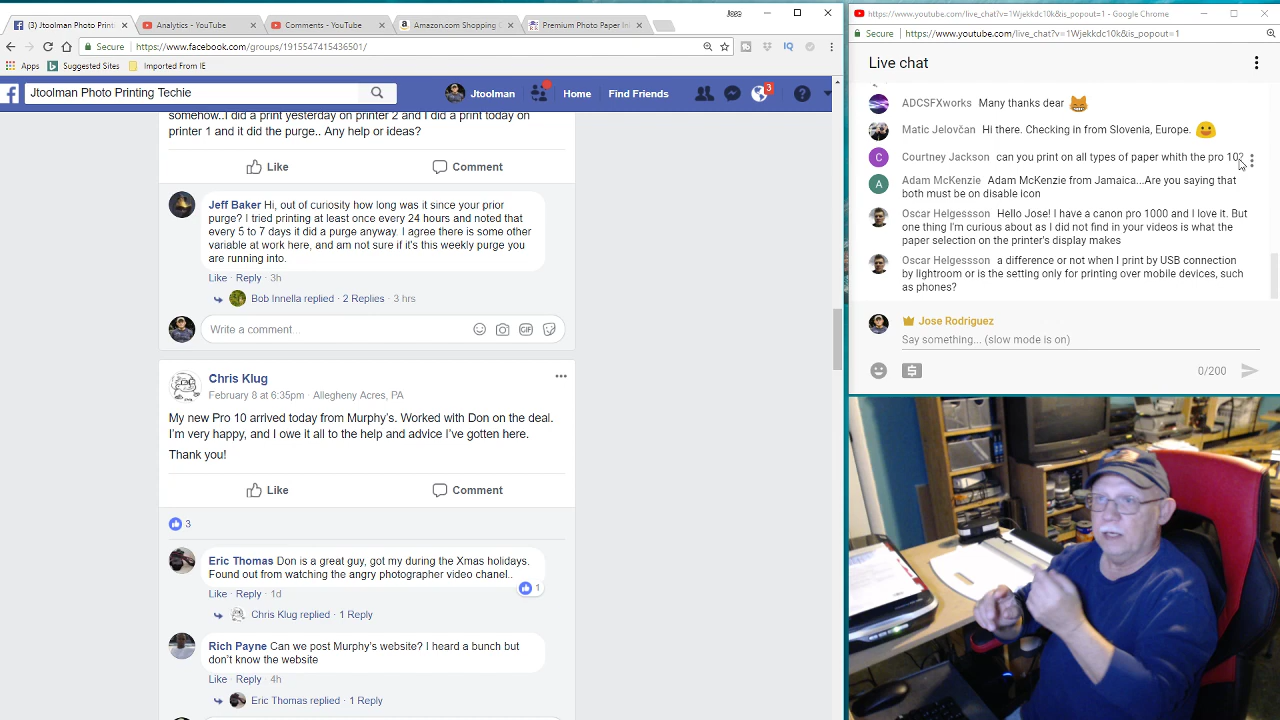 (3) Jtoolman Photo Printi
Analytics - YouTube
Comments - YouTube
Amazon.com Shopping C
Premium Photo Paper In
Jose
Secure
https://www.facebook.com/groups/1915547415436501/
IQ
Apps
Suggested Sites
Imported From IE
Jtoolman Photo Printing Techie
Jtoolman
Home
Find Friends
3
somehow..I did a print yesterday on printer 2 and I did a print today on
printer 1 and it did the purge.. Any help or ideas?
Like
Comment
Jeff Baker Hi, out of curiosity how long was it since your prior
purge? I tried printing at least once every 24 hours and noted that
every 5 to 7 days it did a purge anyway. I agree there is some other
variable at work here, and am not sure if it's this weekly purge you
are running into.
Like · Reply · 3h
Bob Innella replied · 2 Replies · 3 hrs
Write a comment...
GIF
Chris Klug
February 8 at 6:35pm · Allegheny Acres, PA
My new Pro 10 arrived today from Murphy's. Worked with Don on the deal.
I'm very happy, and I owe it all to the help and advice I've gotten here.
Thank you!
Like
Comment
3
Eric Thomas Don is a great guy, got my during the Xmas holidays.
Found out from watching the angry photographer video chanel..
1
Like · Reply · 1d
Chris Klug replied · 1 Reply
Rich Payne Can we post Murphy's website? I heard a bunch but
don't know the website
Like · Reply · 4h
Eric Thomas replied · 1 Reply
https://www.youtube.com/live_chat?v=1Wjekkdc10k&is_popout=1 - Google Chrome
Secure
https://www.youtube.com/live_chat?v=1Wjekkdc10k&is_popout=1
Live chat
ADCSFXworks Many thanks dear
Matic Jelovčan Hi there. Checking in from Slovenia, Europe.
C
Courtney Jackson can you print on all types of paper whith the pro 10?
A
Adam McKenzie Adam McKenzie from Jamaica...Are you saying that
both must be on disable icon
Oscar Helgessson Hello Jose! I have a canon pro 1000 and I love it. But
one thing I'm curious about as I did not find in your videos is what the
paper selection on the printer's display makes
Oscar Helgessson a difference or not when I print by USB connection
by lightroom or is the setting only for printing over mobile devices, such
as phones?
Jose Rodriguez
Say something... (slow mode is on)
0/200